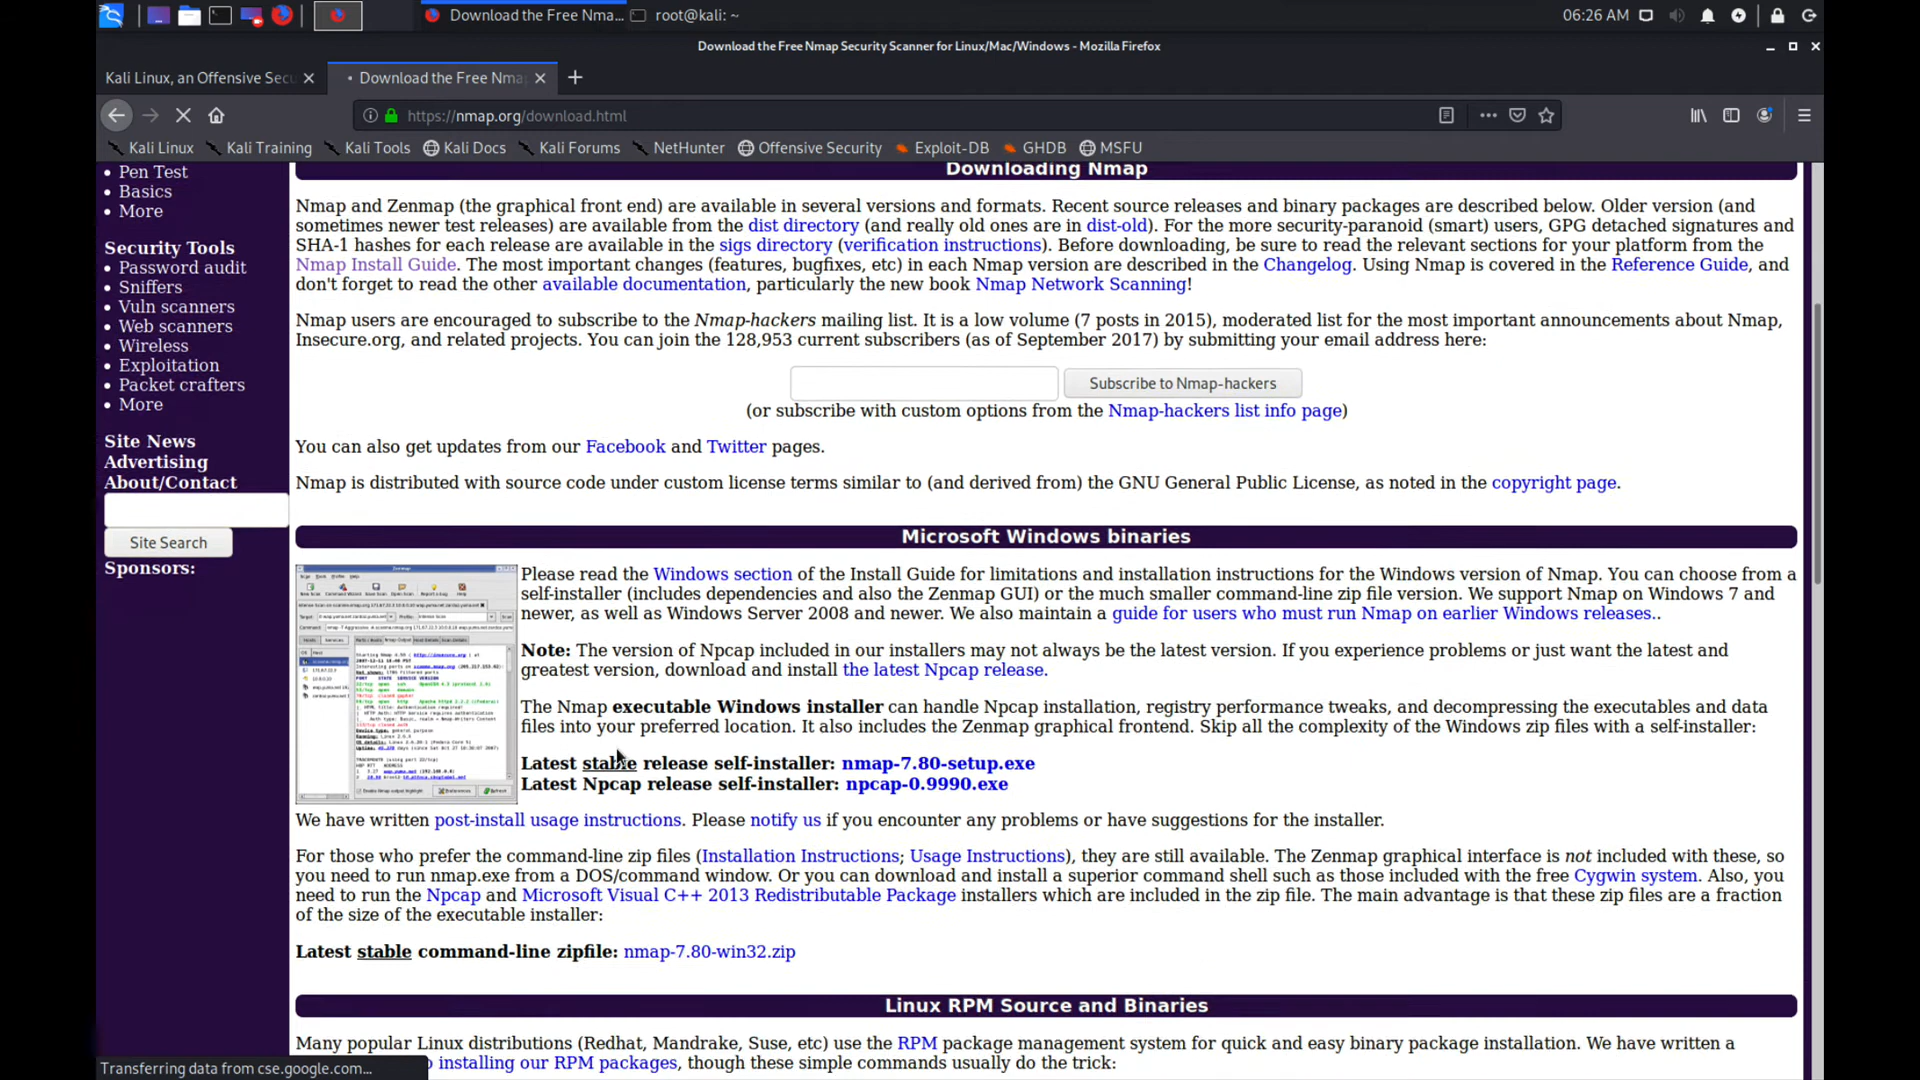 Download the Free Nma...
root@kali: ~
06:26 AM
Download the Free Nmap Security Scanner for Linux/Mac/Windows - Mozilla Firefox
Kali Linux, an Offensive Secu
Download the Free Nmap
https://nmap.org/download.html
Kali Linux
Kali Training
Kali Tools
Kali Docs
Kali Forums
NetHunter
Offensive Security
Exploit-DB
GHDB
MSFU
Pen Test
Basics
More
Security Tools
Password audit
Sniffers
Vuln scanners
Web scanners
Wireless
Exploitation
Packet crafters
More
Site News
Advertising
About/Contact
Site Search
Sponsors:
Downloading Nmap
Nmap and Zenmap (the graphical front end) are available in several versions and formats. Recent source releases and binary packages are described below. Older version (and
sometimes newer test releases) are available from the dist directory (and really old ones are in dist-old). For the more security-paranoid (smart) users, GPG detached signatures and
SHA-1 hashes for each release are available in the sigs directory (verification instructions). Before downloading, be sure to read the relevant sections for your platform from the
Nmap Install Guide. The most important changes (features, bugfixes, etc) in each Nmap version are described in the Changelog. Using Nmap is covered in the Reference Guide, and
don't forget to read the other available documentation, particularly the new book Nmap Network Scanning!
Nmap users are encouraged to subscribe to the Nmap-hackers mailing list. It is a low volume (7 posts in 2015), moderated list for the most important announcements about Nmap,
Insecure.org, and related projects. You can join the 128,953 current subscribers (as of September 2017) by submitting your email address here:
Subscribe to Nmap-hackers
(or subscribe with custom options from the Nmap-hackers list info page)
You can also get updates from our Facebook and Twitter pages.
Nmap is distributed with source code under custom license terms similar to (and derived from) the GNU General Public License, as noted in the copyright page.
Microsoft Windows binaries
Please read the Windows section of the Install Guide for limitations and installation instructions for the Windows version of Nmap. You can choose from a
self-installer (includes dependencies and also the Zenmap GUI) or the much smaller command-line zip file version. We support Nmap on Windows 7 and
newer, as well as Windows Server 2008 and newer. We also maintain a guide for users who must run Nmap on earlier Windows releases..
Note: The version of Npcap included in our installers may not always be the latest version. If you experience problems or just want the latest and
greatest version, download and install the latest Npcap release.
The Nmap executable Windows installer can handle Npcap installation, registry performance tweaks, and decompressing the executables and data
files into your preferred location. It also includes the Zenmap graphical frontend. Skip all the complexity of the Windows zip files with a self-installer:
Latest stable release self-installer: nmap-7.80-setup.exe
Latest Npcap release self-installer: npcap-0.9990.exe
We have written post-install usage instructions. Please notify us if you encounter any problems or have suggestions for the installer.
For those who prefer the command-line zip files (Installation Instructions; Usage Instructions), they are still available. The Zenmap graphical interface is not included with these, so
you need to run nmap.exe from a DOS/command window. Or you can download and install a superior command shell such as those included with the free Cygwin system. Also, you
need to run the Npcap and Microsoft Visual C++ 2013 Redistributable Package installers which are included in the zip file. The main advantage is that these zip files are a fraction
of the size of the executable installer:
Latest stable command-line zipfile: nmap-7.80-win32.zip
Linux RPM Source and Binaries
Many popular Linux distributions (Redhat, Mandrake, Suse, etc) use the RPM package management system for quick and easy binary package installation. We have written a
installing our RPM packages, though these simple commands usually do the trick:
Transferring data from cse.google.com...